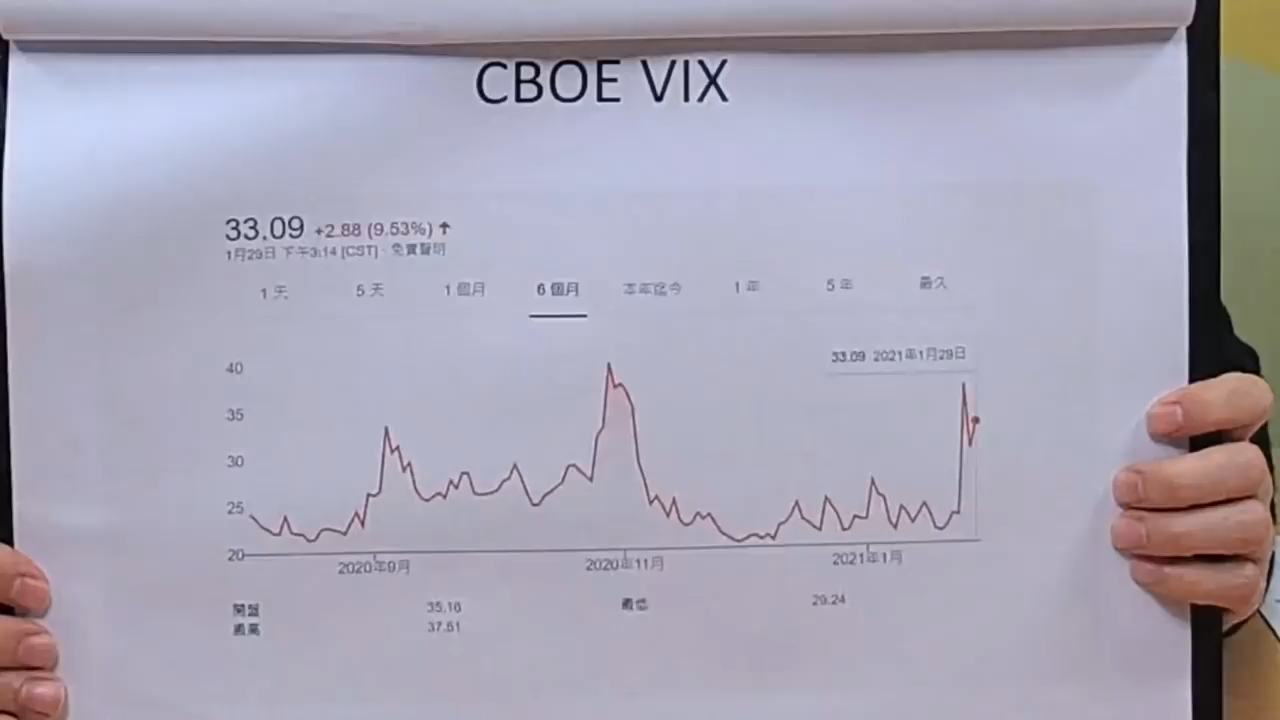 CBOE VIX
33.09 +2.88 (9.53%) ↑
1月29日 下午3:14 [CST] · 免責聲明
1 天 5 天 1 個月 6 個月 本年迄今 1 年 5 年 最久
33.09 2021年1月29日
40
35
30
25
20
2020年9月 2020年11月 2021年1月
開盤 35.16 最低 29.24
最高 37.51